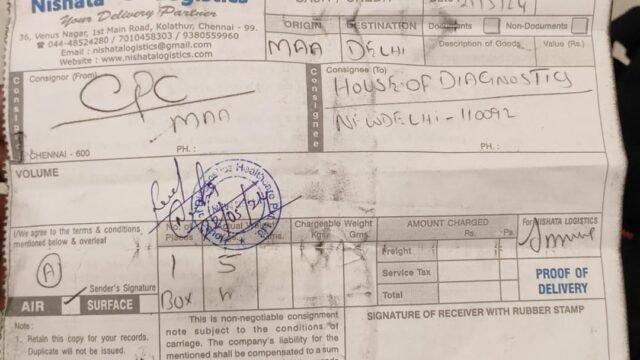 Nishata Logistics
Your Delivery Partner
36, Venus Nagar, 1st Main Road, Kolathur, Chennai - 99.
044-48524280 / 7010458303 / 9380559960
Email : nishatalogistics@gmail.com
Website : www.nishatalogistics.com
ORIGIN
DESTINATION
Documents
Non-Documents
MAA
DELHI
Description of Goods
Value (Rs.)
Consignor
Consignor (From)
CPC
MAA
CHENNAI - 600
PH. :
Consignee
Consignee (To)
HOUSE OF DIAGNOSTICS
NEWDELHI - 110092
PH. :
VOLUME
Healthcare
I/We agree to the terms & conditions
mentioned below & overleaf
A
Sender's Signature
AIR
SURFACE
No. of
Pieces
1
BOX
5
Chargeable Weight
Kgs.
Gms.
AMOUNT CHARGED
Rs.
Ps.
Freight
Service Tax
Total
For NISHATA LOGISTICS
PROOF OF
DELIVERY
Note :
1. Retain this copy for your records.
Duplicate will not be issued.
This is non-negotiable consignment
note subject to the conditions of
carriage. The company's liability for
the mentioned shall be compensated to a sum
SIGNATURE OF RECEIVER WITH RUBBER STAMP